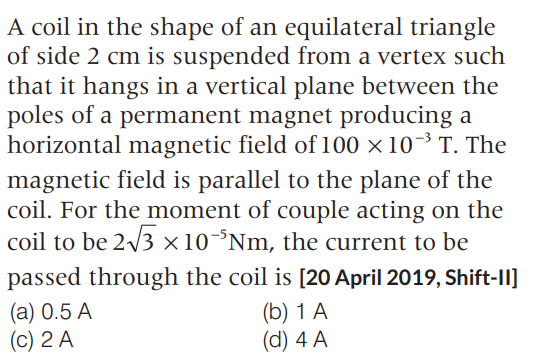 A coil in the shape of an equilateral triangle
of side 2 cm is suspended from a vertex such
that it hangs in a vertical plane between the
poles of a permanent magnet producing a
horizontal magnetic field of 100 × 10⁻³ T. The
magnetic field is parallel to the plane of the
coil. For the moment of couple acting on the
coil to be 2√3 × 10⁻⁵Nm, the current to be
passed through the coil is [20 April 2019, Shift-II]
(a) 0.5 A (b) 1 A
(c) 2 A (d) 4 A